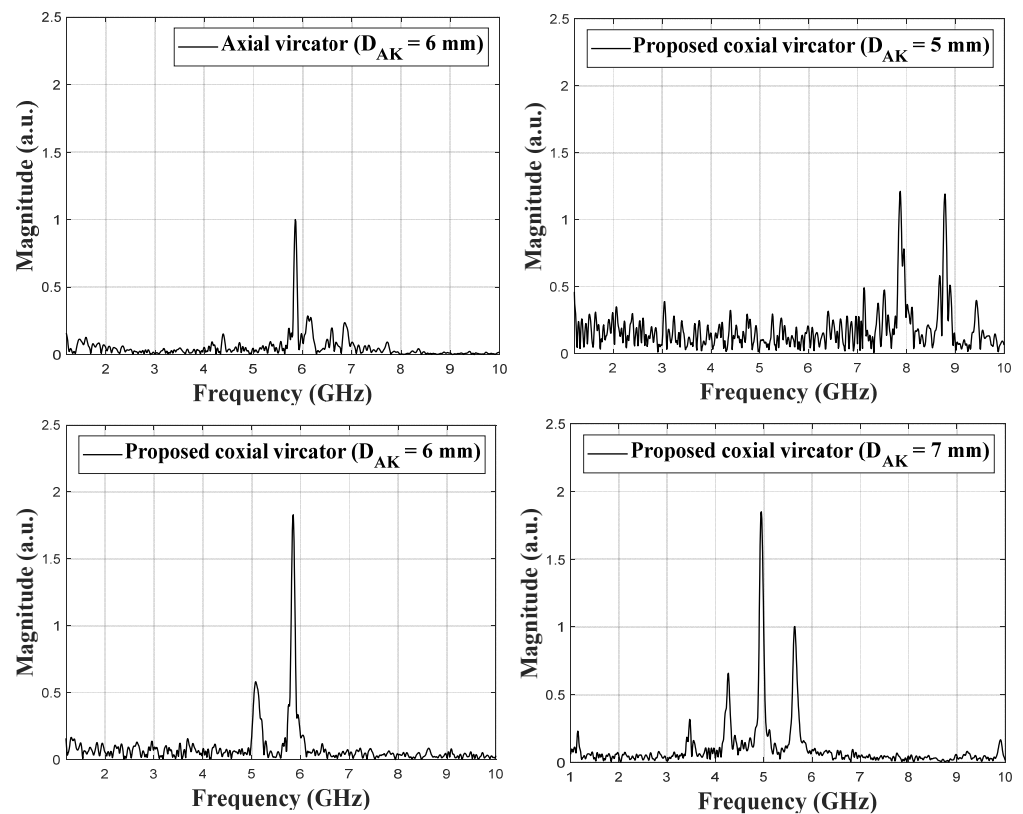 Axial vircator (D_AK = 6 mm)
2.5
2
1.5
1
0.5
0
2 3 4 5 6 7 8 9 10
Magnitude (a.u.)
Frequency (GHz)
Proposed coxial vircator (D_AK = 5 mm)
2.5
2
1.5
1
0.5
0
2 3 4 5 6 7 8 9 10
Magnitude (a.u.)
Frequency (GHz)
Proposed coxial vircator (D_AK = 6 mm)
2.5
2
1.5
1
0.5
0
2 3 4 5 6 7 8 9 10
Magnitude (a.u.)
Frequency (GHz)
Proposed coxial vircator (D_AK = 7 mm)
2.5
2
1.5
1
0.5
0
1 2 3 4 5 6 7 8 9 10
Magnitude (a.u.)
Frequency (GHz)